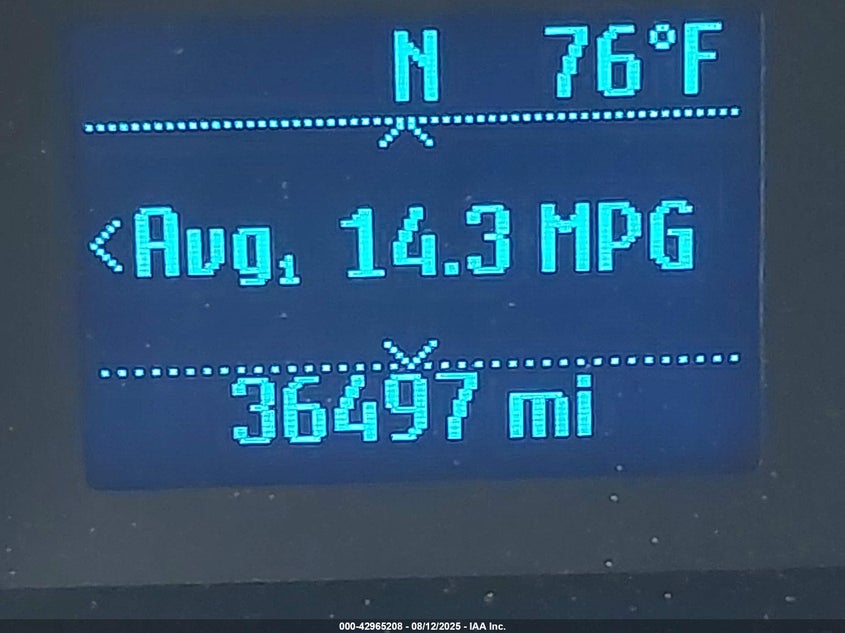 N 76°F
<Avg1 14.3 MPG
36497 mi
000-42965208 - 08/12/2025 - IAA Inc.